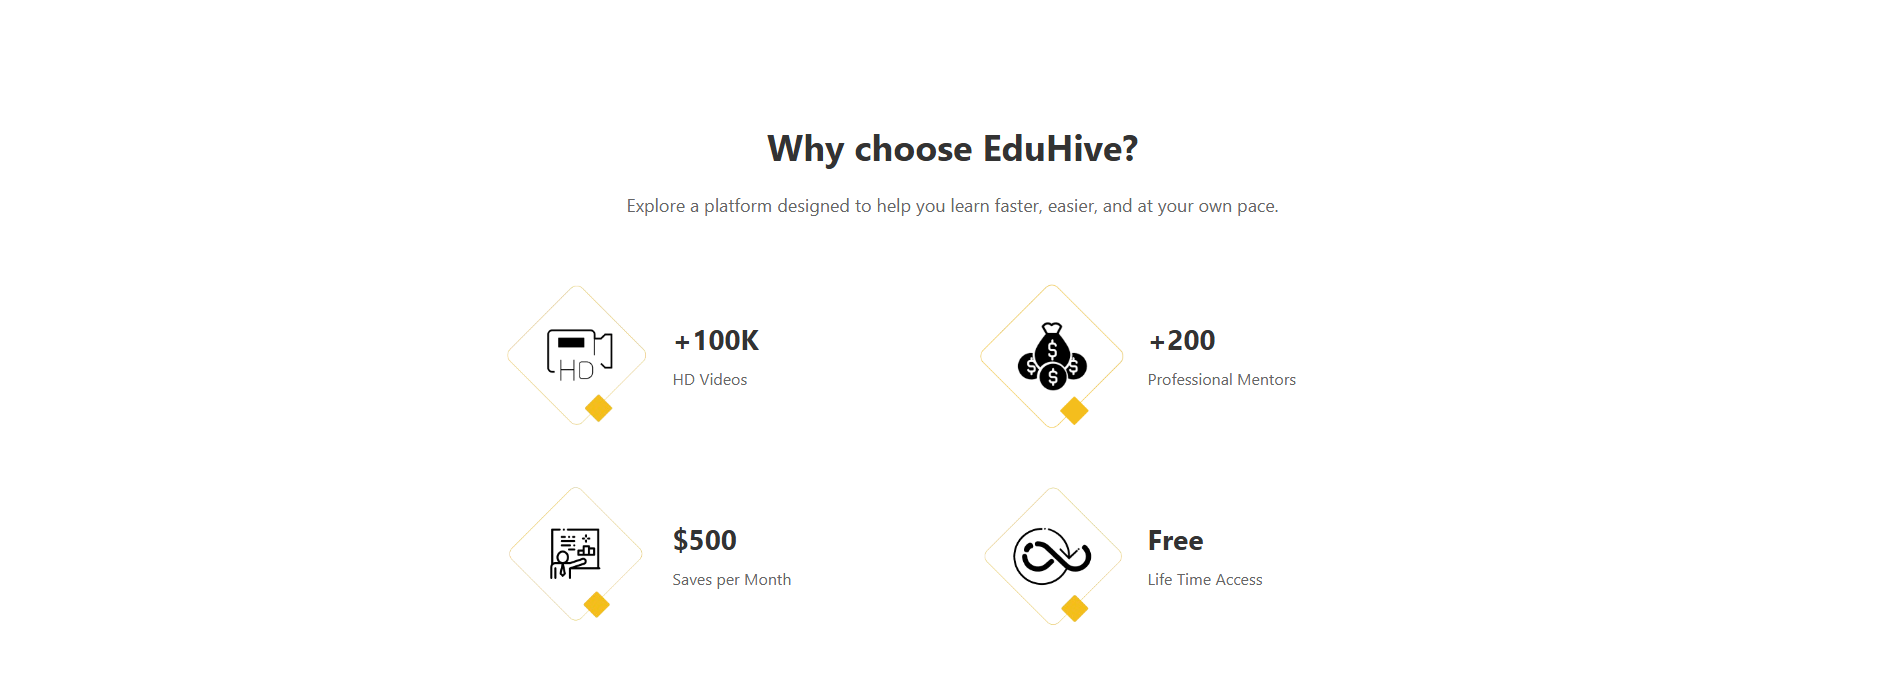 Why choose EduHive?
Explore a platform designed to help you learn faster, easier, and at your own pace.
HD
+100K
HD Videos
$ $ $ $
+200
Professional Mentors
$500
Saves per Month
Free
Life Time Access